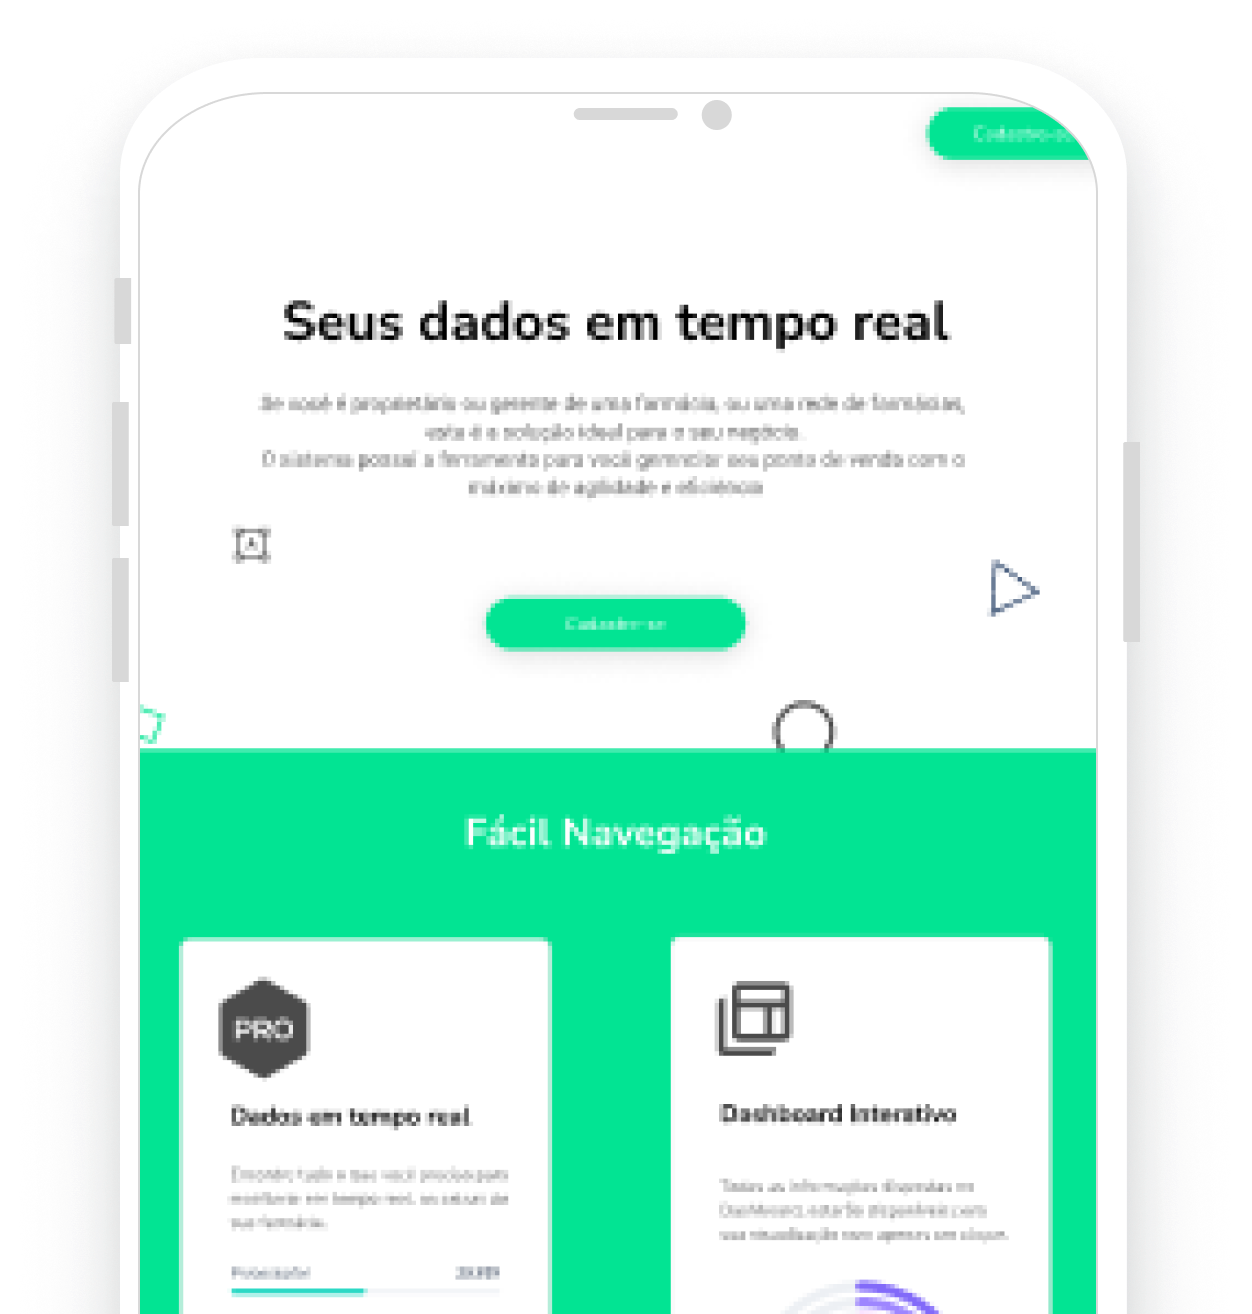 Cadastre-se
Seus dados em tempo real
Se você é proprietário ou gerente de uma farmácia, ou uma rede de farmácias,
esta é a solução ideal para o seu negócio.
O sistema possui a ferramenta para você gerenciar seu ponto de venda com o
máximo de agilidade e eficiência
A
Cadastre-se
Fácil Navegação
PRO
Dados em tempo real
Dashboard Interativo
tudo o que você precisa para
monitorar em tempo real, os da
sua farmácia.
Todas as informações dispostas no
Dashboard, estarão disponíveis para
sua visualização com apenas um clique.